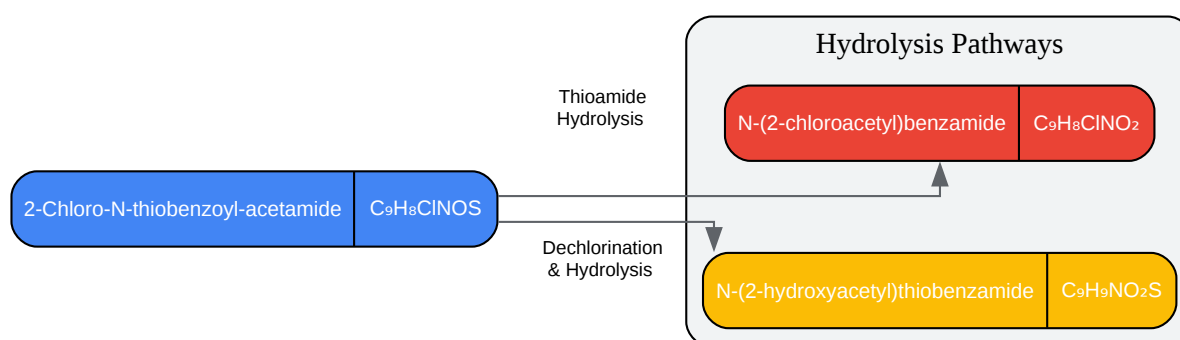 Hydrolysis Pathways
Thioamide
Hydrolysis
N-(2-chloroacetyl)benzamide C₉H₈ClNO₂
2-Chloro-N-thiobenzoyl-acetamide C₉H₈ClNOS
Dechlorination
& Hydrolysis
N-(2-hydroxyacetyl)thiobenzamide C₉H₉NO₂S